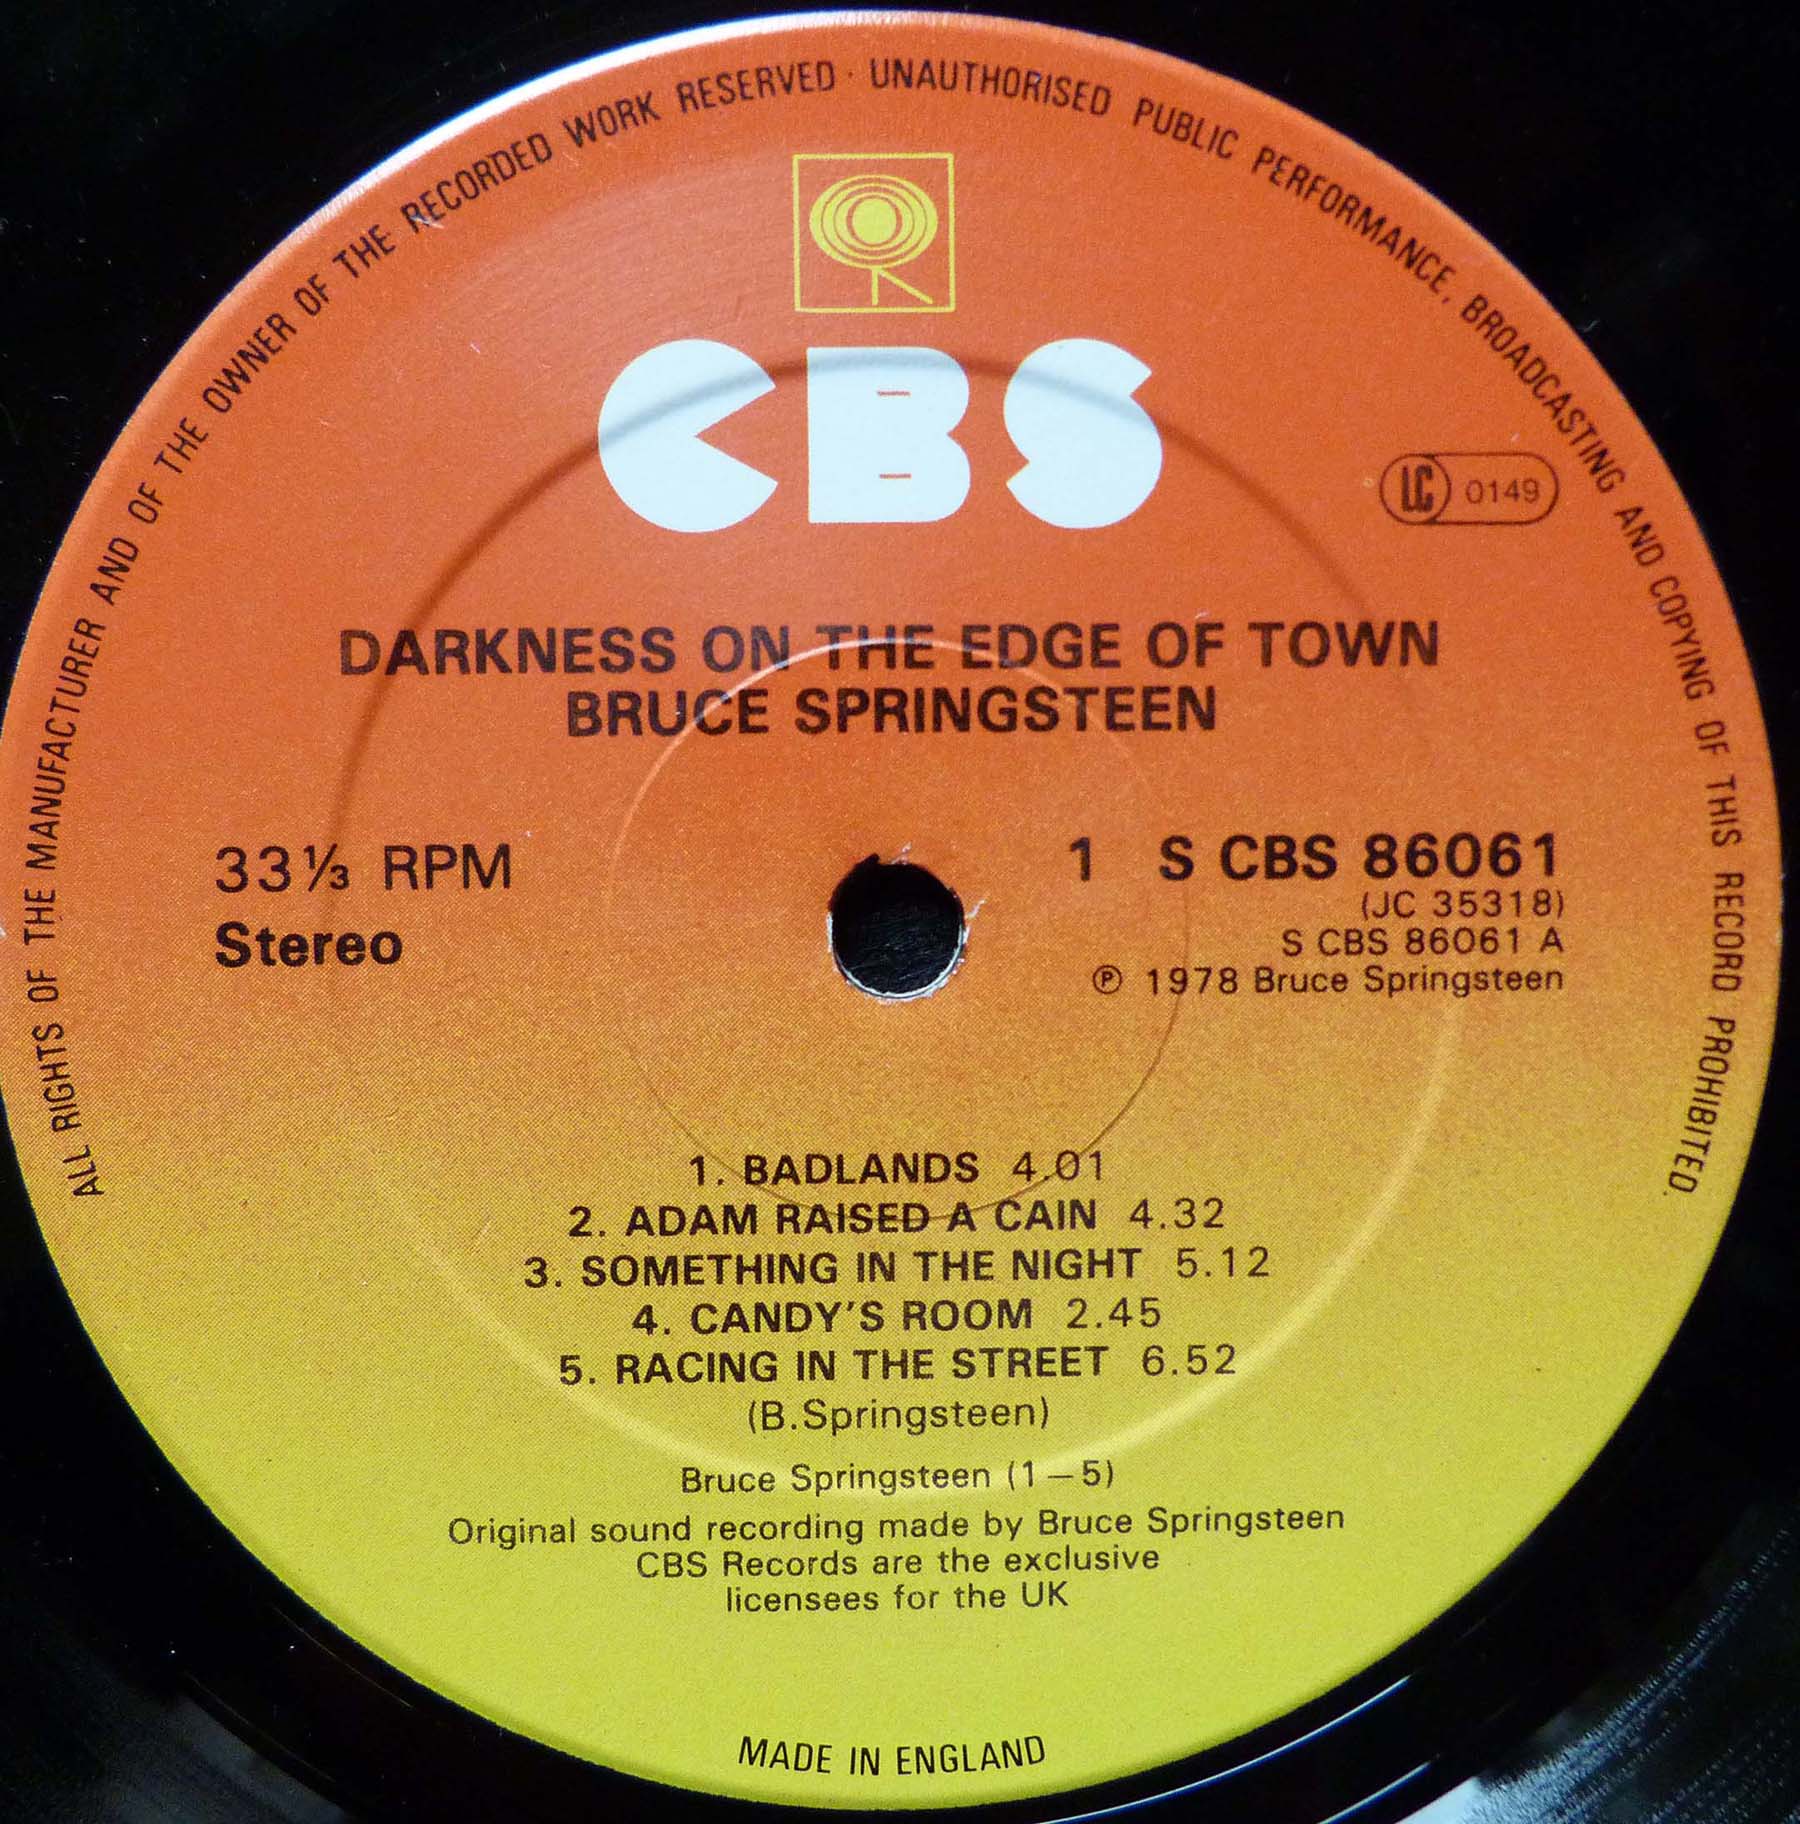 ALL RIGHTS OF THE MANUFACTURER AND OF THE OWNER OF THE RECORDED WORK RESERVED · UNAUTHORISED PUBLIC PERFORMANCE, BROADCASTING AND COPYING OF THIS RECORD PROHIBITED.
CBS
LC 0149
DARKNESS ON THE EDGE OF TOWN
BRUCE SPRINGSTEEN
33⅓ RPM
Stereo
1 S CBS 86061
(JC 35318)
S CBS 86061 A
℗ 1978 Bruce Springsteen
1. BADLANDS 4.01
2. ADAM RAISED A CAIN 4.32
3. SOMETHING IN THE NIGHT 5.12
4. CANDY'S ROOM 2.45
5. RACING IN THE STREET 6.52
(B.Springsteen)
Bruce Springsteen (1–5)
Original sound recording made by Bruce Springsteen
CBS Records are the exclusive
licensees for the UK
MADE IN ENGLAND